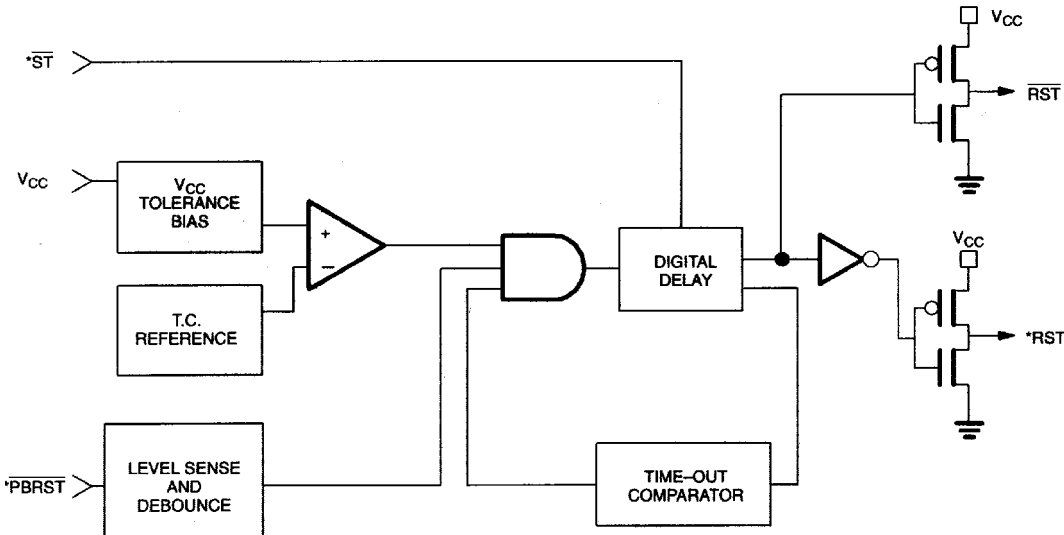 *ST
VCC
VCC
TOLERANCE
BIAS
+
−
T.C.
REFERENCE
*PBRST
LEVEL SENSE
AND
DEBOUNCE
DIGITAL
DELAY
TIME–OUT
COMPARATOR
VCC
RST
VCC
*RST